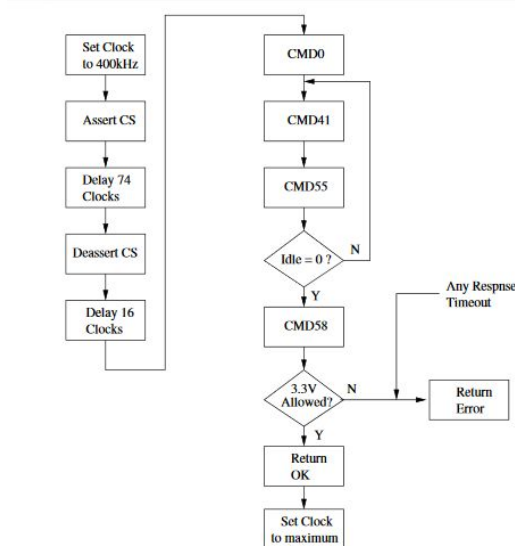 Set Clock
to 400kHz
Assert CS
Delay 74
Clocks
Deassert CS
Delay 16
Clocks
CMD0
CMD41
CMD55
Idle = 0 ?
N
Y
CMD58
Any Respnse
Timeout
3.3V
Allowed?
N
Return
Error
Y
Return
OK
Set Clock
to maximum